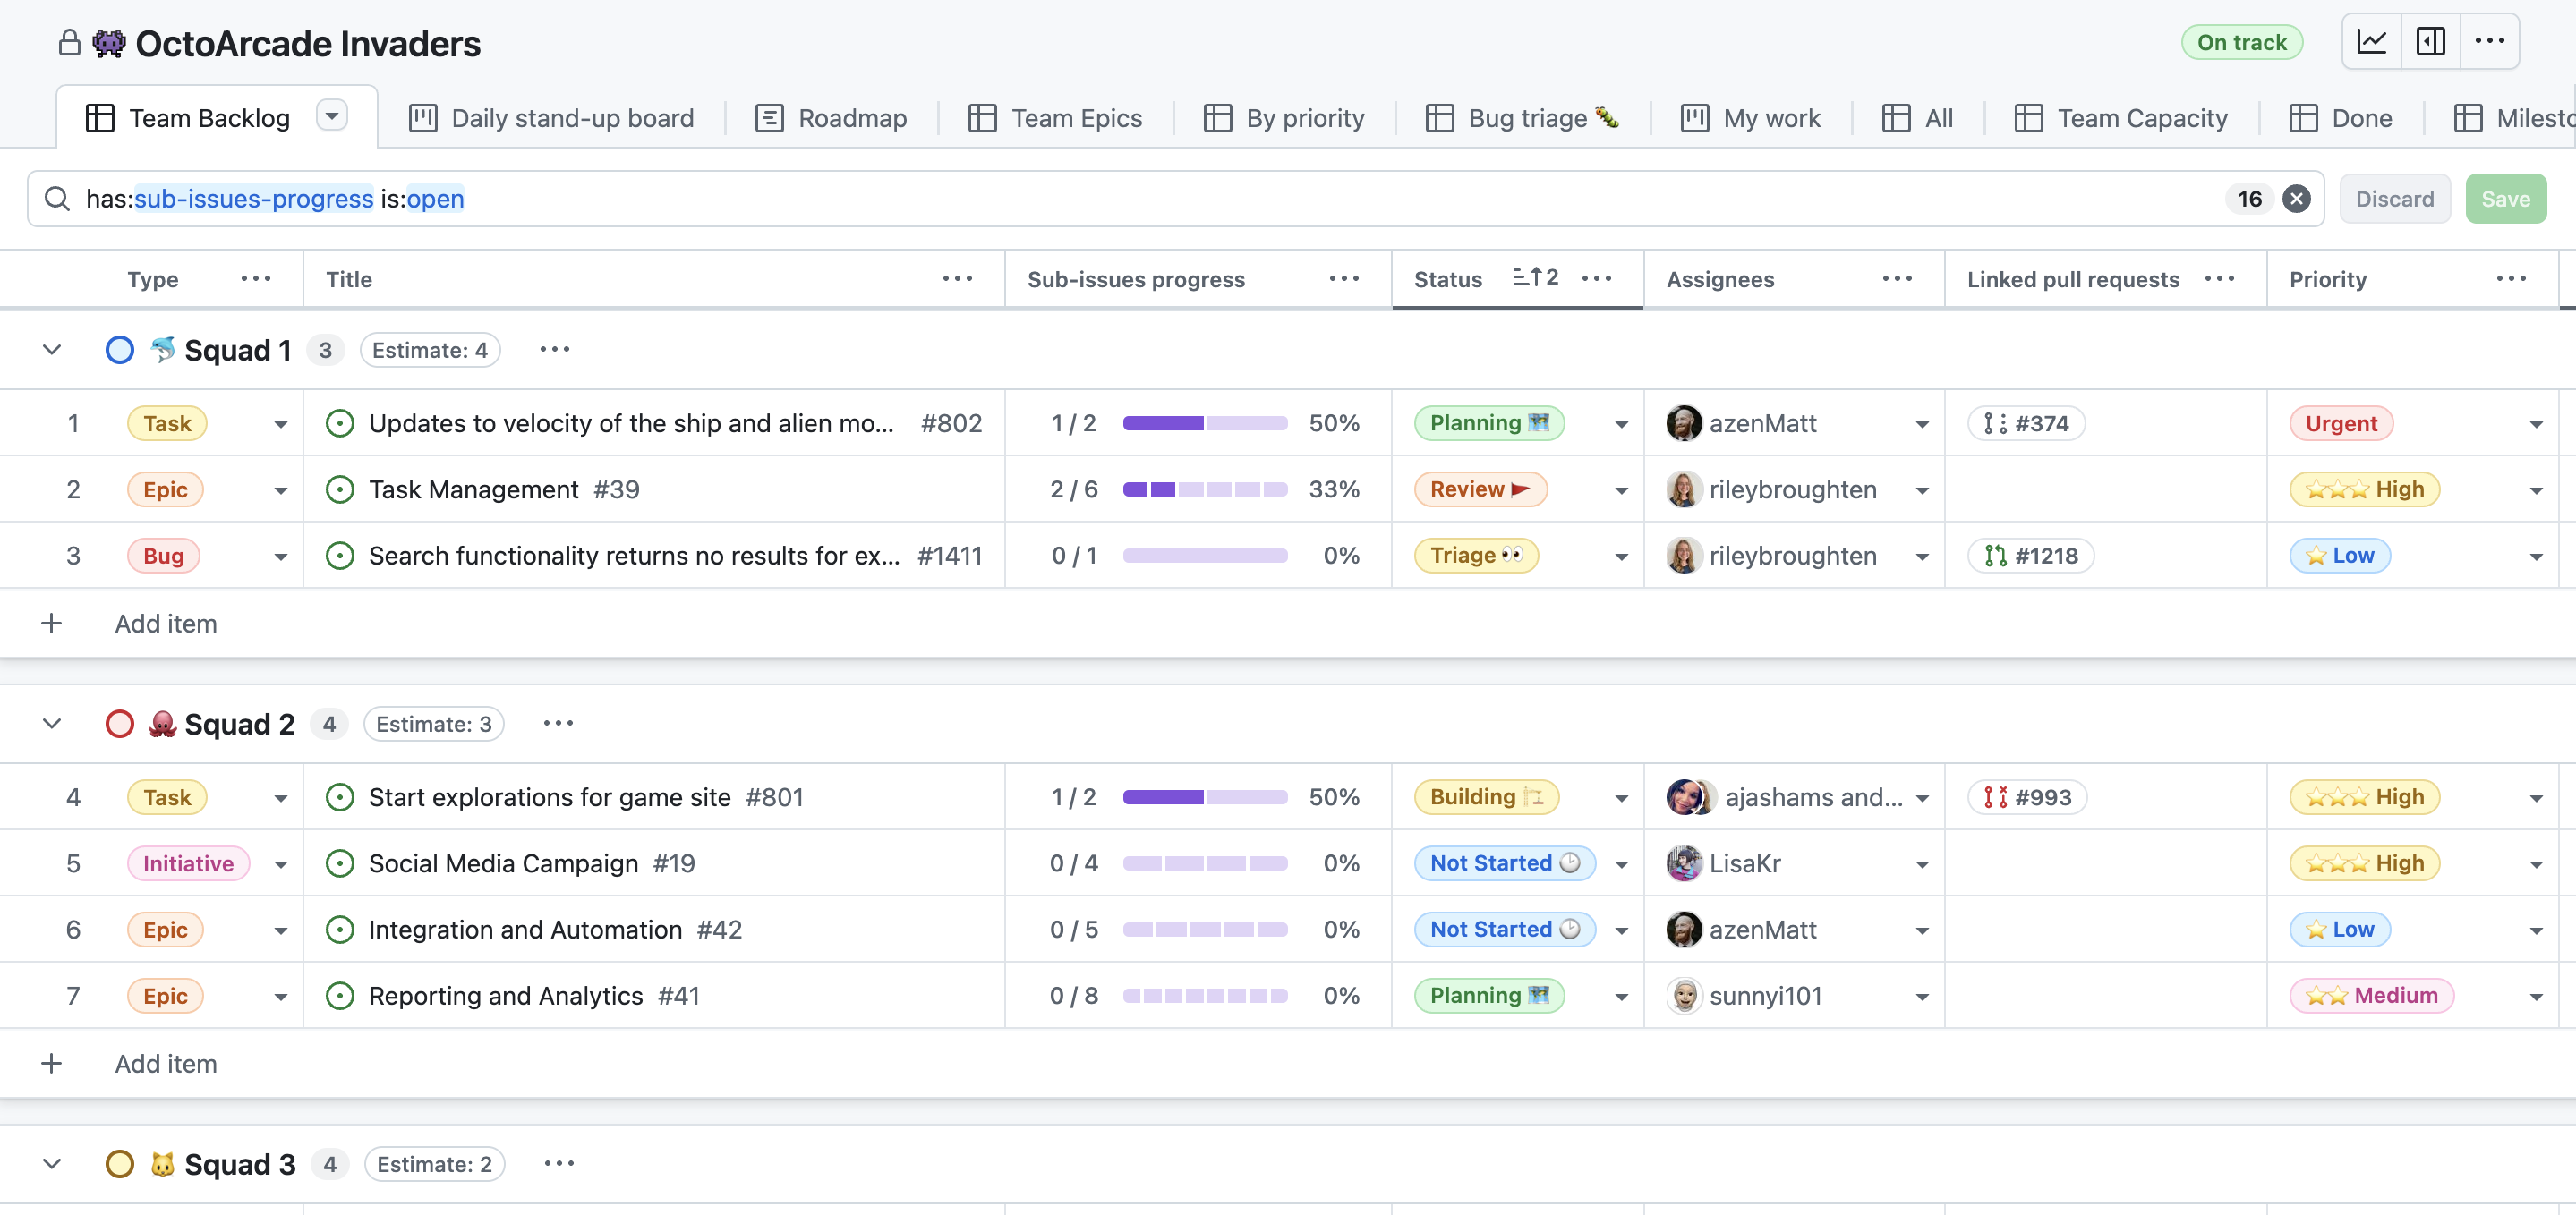 OctoArcade Invaders
On track
Team Backlog Daily stand-up board Roadmap Team Epics By priority Bug triage My work All Team Capacity Done Milesto
has:sub-issues-progress is:open 16 Discard Save
Type Title Sub-issues progress Status 2 Assignees Linked pull requests Priority
Squad 1 3 Estimate: 4
1 Task Updates to velocity of the ship and alien mo... #802 1 / 2 50% Planning azenMatt #374 Urgent
2 Epic Task Management #39 2 / 6 33% Review rileybroughten High
3 Bug Search functionality returns no results for ex... #1411 0 / 1 0% Triage rileybroughten #1218 Low
Add item
Squad 2 4 Estimate: 3
4 Task Start explorations for game site #801 1 / 2 50% Building ajashams and... #993 High
5 Initiative Social Media Campaign #19 0 / 4 0% Not Started LisaKr High
6 Epic Integration and Automation #42 0 / 5 0% Not Started azenMatt Low
7 Epic Reporting and Analytics #41 0 / 8 0% Planning sunnyi101 Medium
Add item
Squad 3 4 Estimate: 2